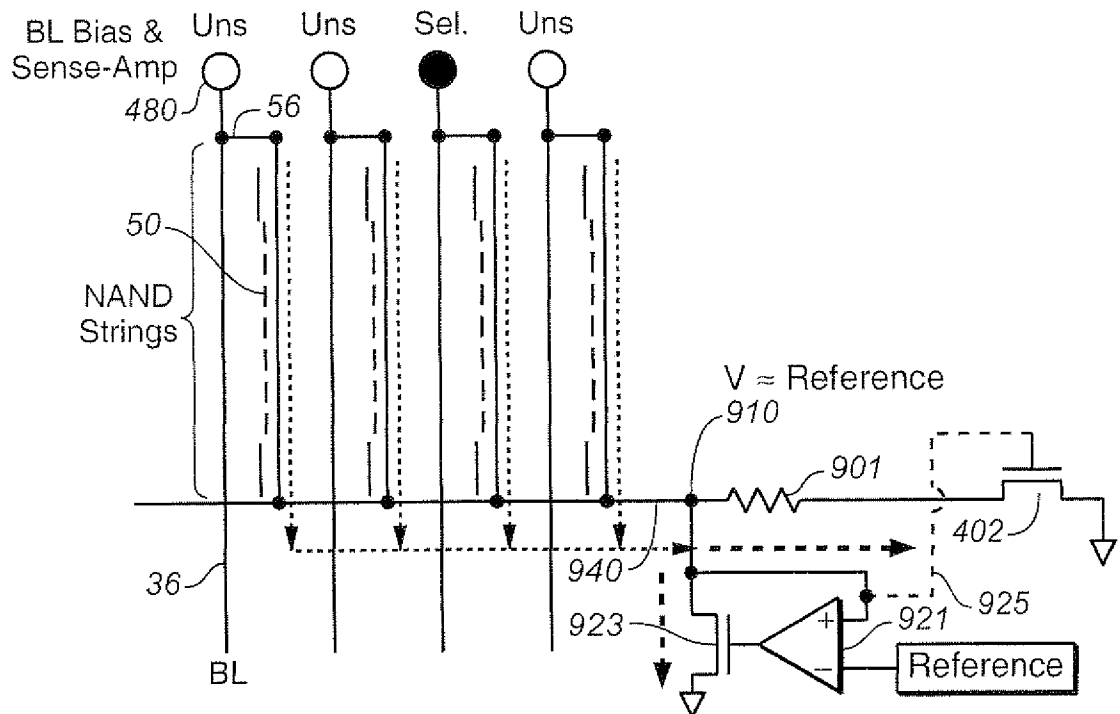 BL Bias &
Sense-Amp
Uns
Uns
Sel.
Uns
480
56
50
NAND
Strings
V ≈ Reference
910
901
402
940
36
923
+
921
−
925
Reference
BL